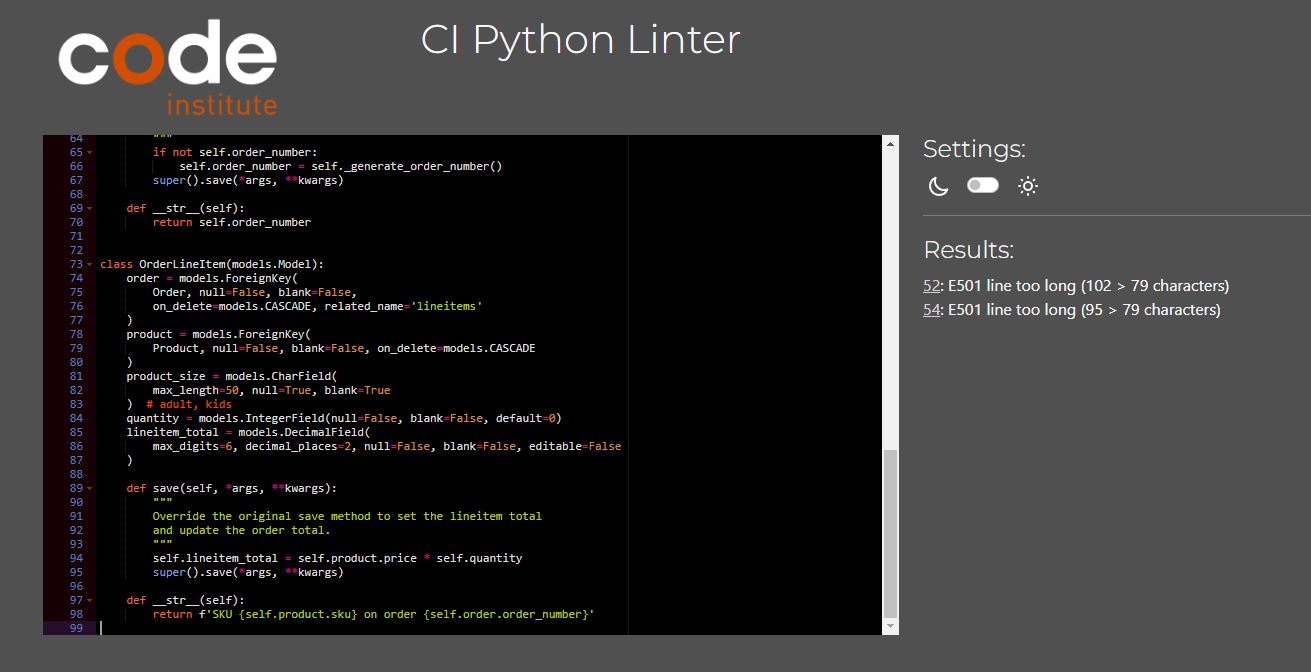 code
institute
CI Python Linter
64 """
65 if not self.order_number:
66 self.order_number = self._generate_order_number()
67 super().save(*args, **kwargs)
68
69 def __str__(self):
70 return self.order_number
71
72
73 class OrderLineItem(models.Model):
74 order = models.ForeignKey(
75 Order, null=False, blank=False,
76 on_delete=models.CASCADE, related_name='lineitems'
77 )
78 product = models.ForeignKey(
79 Product, null=False, blank=False, on_delete=models.CASCADE
80 )
81 product_size = models.CharField(
82 max_length=50, null=True, blank=True
83 ) # adult, kids
84 quantity = models.IntegerField(null=False, blank=False, default=0)
85 lineitem_total = models.DecimalField(
86 max_digits=6, decimal_places=2, null=False, blank=False, editable=False
87 )
88
89 def save(self, *args, **kwargs):
90 """
91 Override the original save method to set the lineitem total
92 and update the order total.
93 """
94 self.lineitem_total = self.product.price * self.quantity
95 super().save(*args, **kwargs)
96
97 def __str__(self):
98 return f'SKU {self.product.sku} on order {self.order.order_number}'
99
Settings:
Results:
52: E501 line too long (102 > 79 characters)
54: E501 line too long (95 > 79 characters)